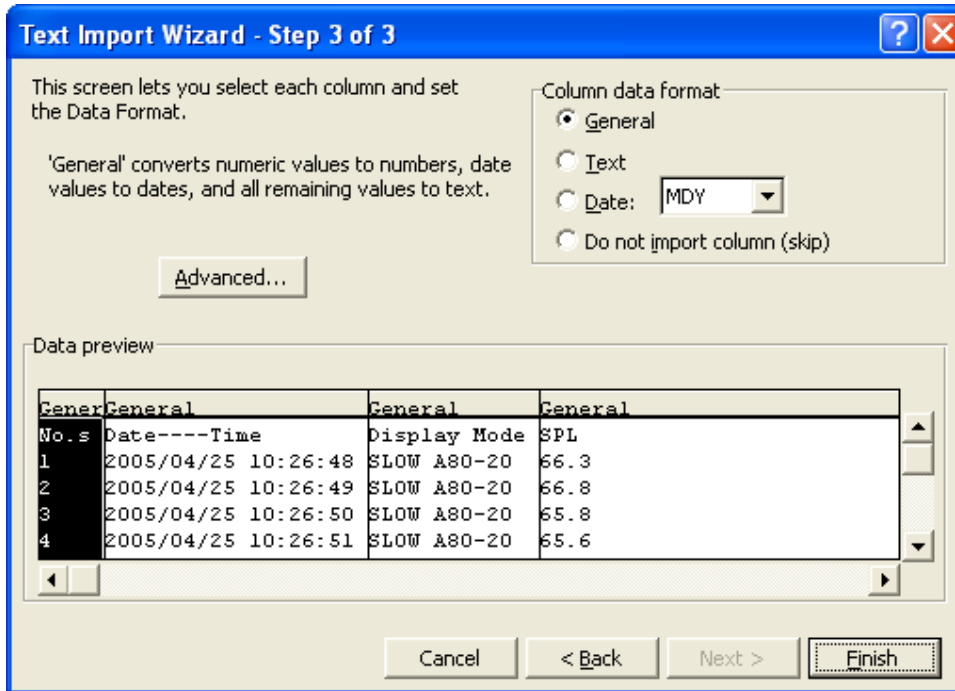 Text Import Wizard - Step 3 of 3
This screen lets you select each column and set
the Data Format.
'General' converts numeric values to numbers, date
values to dates, and all remaining values to text.
Advanced...
Column data format
General
Text
Date: MDY
Do not import column (skip)
Data preview
Gener General General General
No.s Date----Time Display Mode SPL
1 2005/04/25 10:26:48 SLOW A80-20 66.3
2 2005/04/25 10:26:49 SLOW A80-20 66.8
3 2005/04/25 10:26:50 SLOW A80-20 65.8
4 2005/04/25 10:26:51 SLOW A80-20 65.6
Cancel < Back Next > Finish